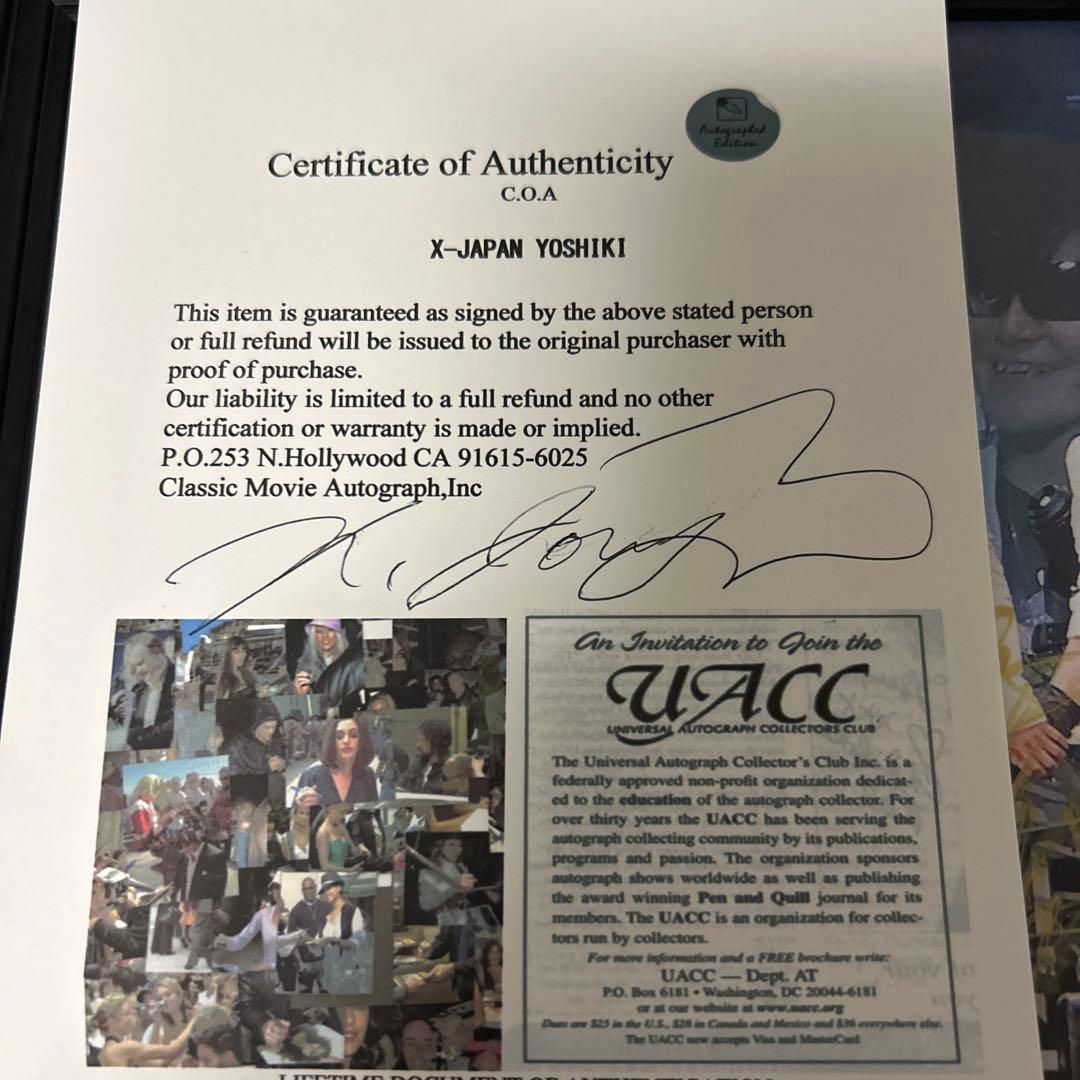 Autographed
Edition
Certificate of Authenticity
C.O.A
X-JAPAN YOSHIKI
This item is guaranteed as signed by the above stated person
or full refund will be issued to the original purchaser with
proof of purchase.
Our liability is limited to a full refund and no other
certification or warranty is made or implied.
P.O.253 N.Hollywood CA 91615-6025
Classic Movie Autograph,Inc
An Invitation to Join the
UACC
UNIVERSAL AUTOGRAPH COLLECTORS CLUB
The Universal Autograph Collector's Club Inc. is a
federally approved non-profit organization dedicat-
ed to the education of the autograph collector. For
over thirty years the UACC has been serving the
autograph collecting community by its publications,
programs and passion. The organization sponsors
autograph shows worldwide as well as publishing
the award winning Pen and Quill journal for its
members. The UACC is an organization for collec-
tors run by collectors.
For more information and a FREE brochure write:
UACC — Dept. AT
P.O. Box 6181 • Washington, DC 20044-6181
or at our website at www.uacc.org
Dues are $25 in the U.S., $28 in Canada and Mexico and $36 everywhere else.
The UACC now accepts Visa and MasterCard
LIFETIME DOCUMENT OF AUTHENTICATION